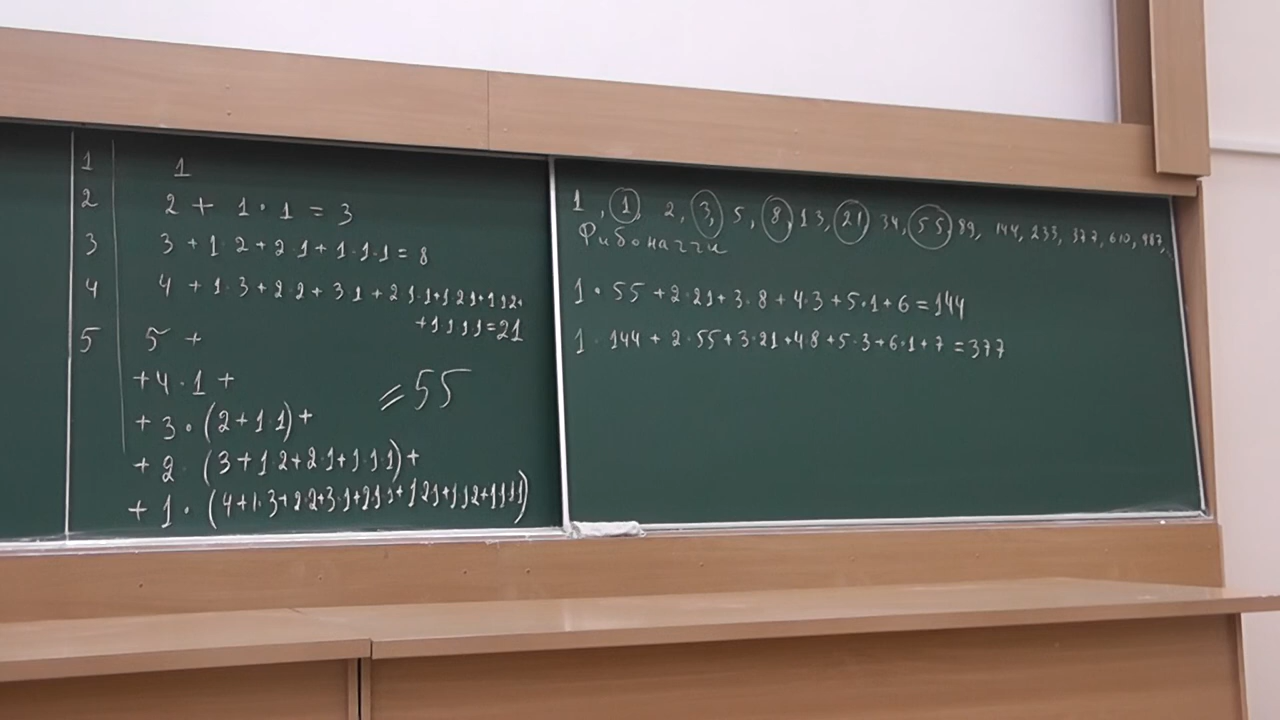 1 1
2 2 + 1 · 1 = 3
3 3 + 1 · 2 + 2 · 1 + 1 · 1 · 1 = 8
4 4 + 1 · 3 + 2 · 2 + 3 1 + 2 1 · 1 + 1 2 1 + 1 1 2 +
+ 1 1 1 1 = 21
5 5 +
+ 4 · 1 +
= 55
+ 3 · (2 + 1 · 1) +
+ 2 · (3 + 1 · 2 + 2 · 1 + 1 · 1 · 1) +
+ 1 · (4 + 1 · 3 + 2 · 2 + 3 · 1 + 2 1 1 + 1 2 1 + 1 1 2 + 1 1 1 1)
1, 1, 2, 3, 5, 8, 13, 21, 34, 55, 89, 144, 233, 377, 610, 987,
Фибоначчи
1 · 55 + 2 · 21 + 3 · 8 + 4 · 3 + 5 · 1 + 6 = 144
1 · 144 + 2 · 55 + 3 · 21 + 4 · 8 + 5 · 3 + 6 · 1 + 7 = 377